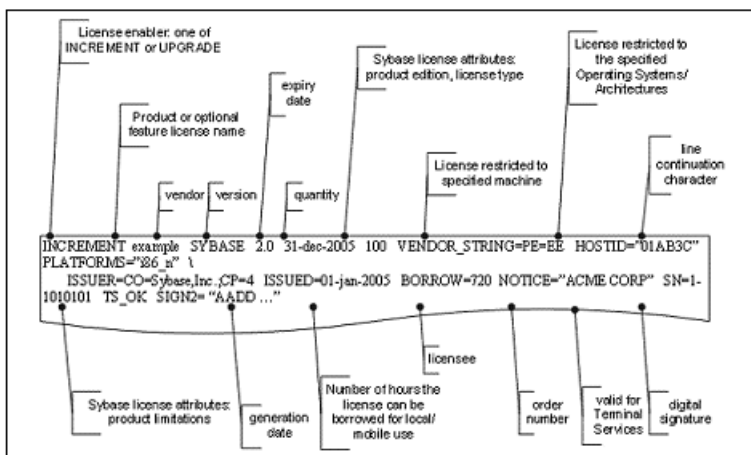 License enabler: one of
INCREMENT or UPGRADE
Product or optional
feature license name
vendor
version
expiry
date
quantity
Sybase license attributes:
product edition, license type
License restricted to
specified machine
License restricted to
the specified
Operating Systems/
Architectures
line
continuation
character
INCREMENT example SYBASE 2.0 31-dec-2005 100 VENDOR_STRING=PE=EE HOSTID="01AB3C"
PLATFORMS="i86_n" \
ISSUER=CO=Sybase,Inc.;CP=4 ISSUED=01-jan-2005 BORROW=720 NOTICE="ACME CORP" SN=1-
1010101 TS_OK SIGN2= "AADD ..."
Sybase license attributes:
product limitations
generation
date
Number of hours the
license can be
borrowed for local/
mobile use
licensee
order
number
valid for
Terminal
Services
digital
signature